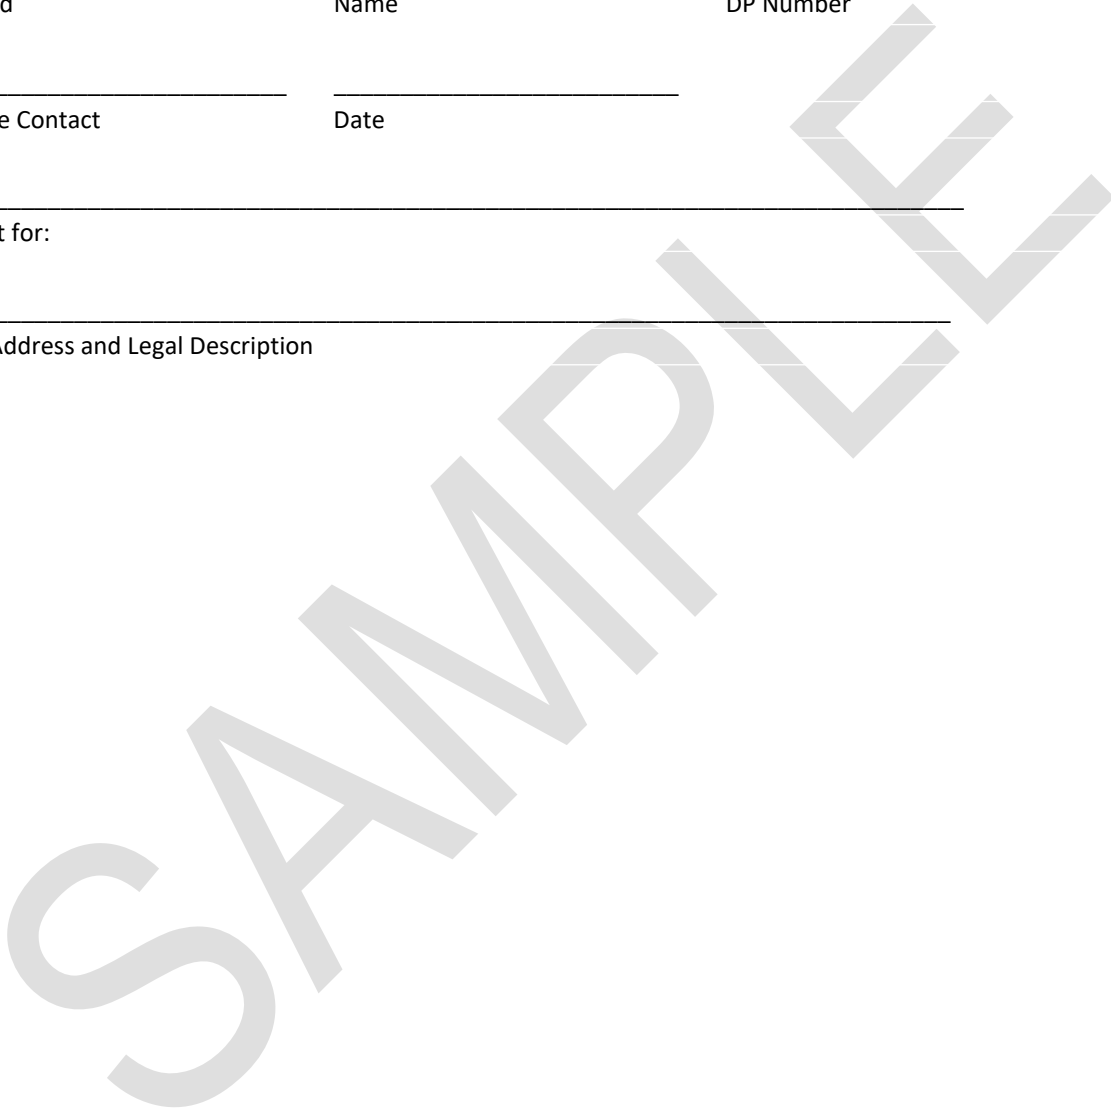 d Name DP Number
e Contact Date
t for:
Address and Legal Description
SAMPLE